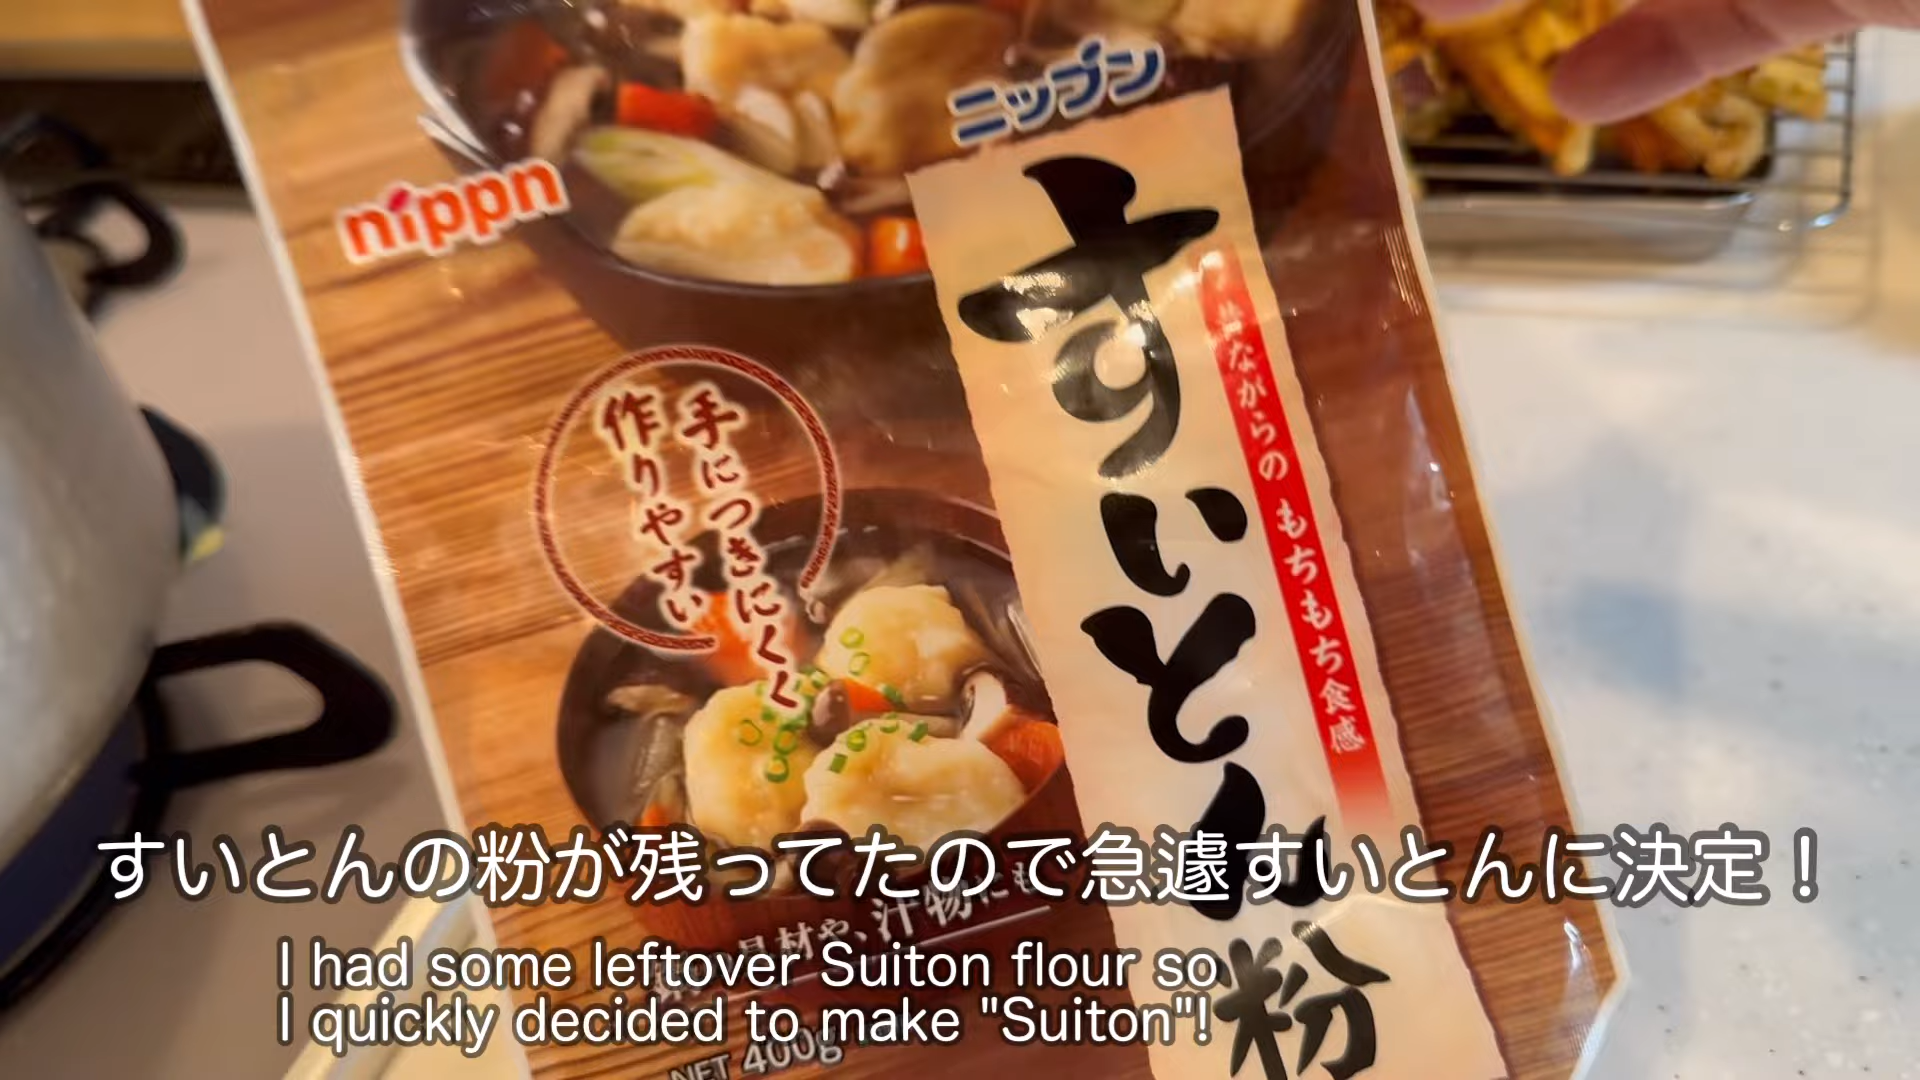 ニップン
nippn
すいとん粉
昔ながらの もちもち食感
手につきにくく
作りやすい
具材や、汁物にも
NET 400g
すいとんの粉が残ってたので急遽すいとんに決定！
I had some leftover Suiton flour so
I quickly decided to make "Suiton"!